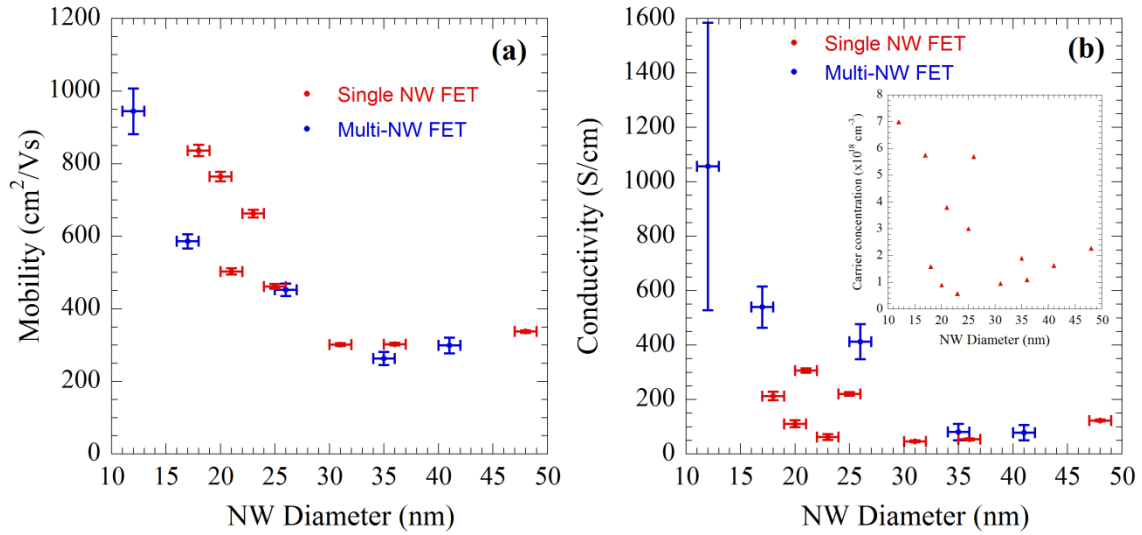 (a)
Single NW FET
Multi-NW FET
Mobility (cm²/Vs)
1200
1000
800
600
400
200
0
10 15 20 25 30 35 40 45 50
NW Diameter (nm)
(b)
Single NW FET
Multi-NW FET
Conductivity (S/cm)
1600
1400
1200
1000
800
600
400
200
0
10 15 20 25 30 35 40 45 50
NW Diameter (nm)
Carrier concentration (x10¹⁸ cm⁻³)
8
7
6
5
4
3
2
1
0
10 15 20 25 30 35 40 45 50
NW Diameter (nm)